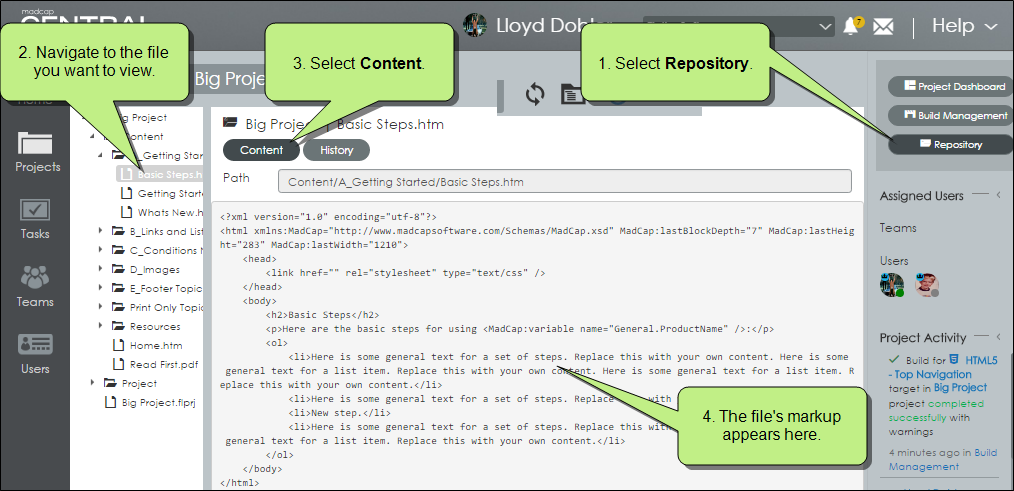 madcap
CENTRAL
Lloyd
7
Help
2. Navigate to the file
you want to view.
3. Select Content.
1. Select Repository.
Big Proj
Project Dashboard
Build Management
Repository
Home
Projects
Tasks
Teams
Users
Project
A_Getting Star
Basic Steps.h
Getting Starte
Whats New.h
B_Links and List
C_Conditions N
D_Images
E_Footer Topic
Print Only Topic
Resources
Home.htm
Read First.pdf
Project
Big Project.flprj
Big Proje Basic Steps.htm
Content
History
Path
Content/A_Getting Started/Basic Steps.htm
<?xml version="1.0" encoding="utf-8"?>
<html xmlns:MadCap="http://www.madcapsoftware.com/Schemas/MadCap.xsd" MadCap:lastBlockDepth="7" MadCap:lastHeig
ht="283" MadCap:lastWidth="1210">
<head>
<link href="" rel="stylesheet" type="text/css" />
</head>
<body>
<h2>Basic Steps</h2>
<p>Here are the basic steps for using <MadCap:variable name="General.ProductName" />:</p>
<ol>
<li>Here is some general text for a set of steps. Replace this with your own content. Here is some
general text for a list item. Replace this with your own content. Here is some general text for a list item. R
eplace this with your own content.</li>
<li>Here is some general text for a set of steps. Replace this with
<li>New step.</li>
<li>Here is some general text for a set of steps. Replace this with
general text for a list item. Replace this with your own content.</li>
</ol>
</body>
</html>
4. The file's markup
appears here.
Assigned Users
Teams
Users
Project Activity
Build for HTML5
- Top Navigation
target in Big Project
project completed
successfully with
warnings
4 minutes ago in Build
Management